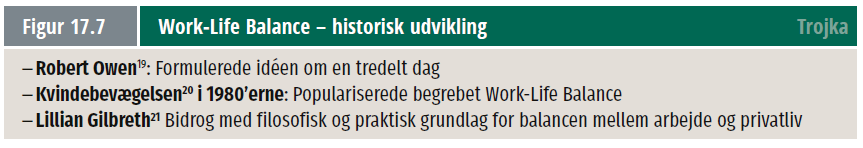 Figur 17.7 Work-Life Balance – historisk udvikling Trojka
– Robert Owen¹⁹: Formulerede idéen om en tredelt dag
– Kvindebevægelsen²⁰ i 1980’erne: Populariserede begrebet Work-Life Balance
– Lillian Gilbreth²¹ Bidrog med filosofisk og praktisk grundlag for balancen mellem arbejde og privatliv